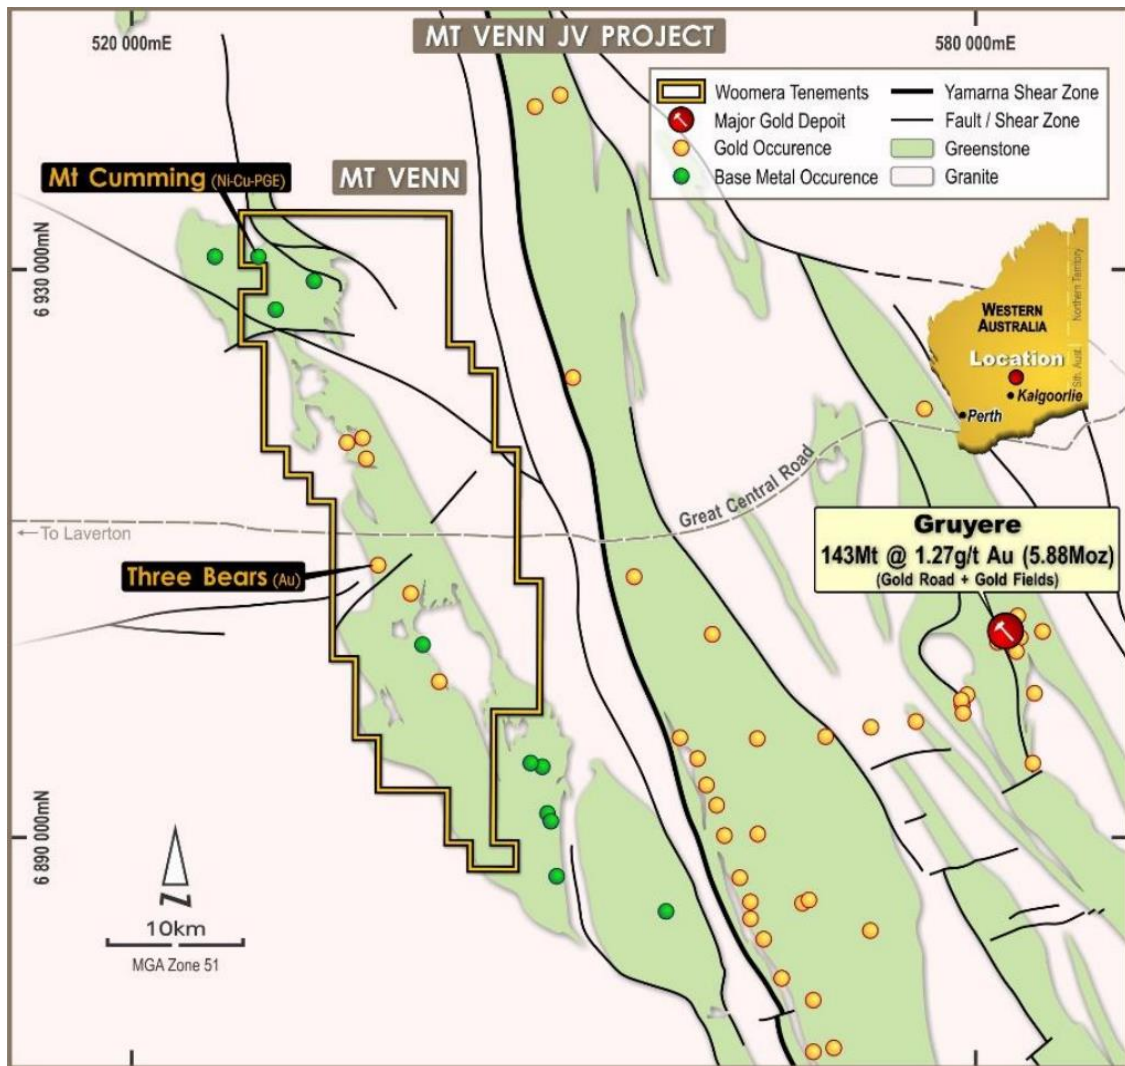 MT VENN JV PROJECT
520 000mE
580 000mE
Woomera Tenements
Major Gold Depoit
Gold Occurence
Base Metal Occurence
Yamarna Shear Zone
Fault / Shear Zone
Greenstone
Granite
Mt Cumming (Ni-Cu-PGE)
MT VENN
6 930 000mN
WESTERN
AUSTRALIA
Location
Kalgoorlie
Perth
Northern Territory
Sth. Aust.
Great Central Road
To Laverton
Gruyere
143Mt @ 1.27g/t Au (5.88Moz)
(Gold Road + Gold Fields)
Three Bears (Au)
6 890 000mN
N
10km
MGA Zone 51